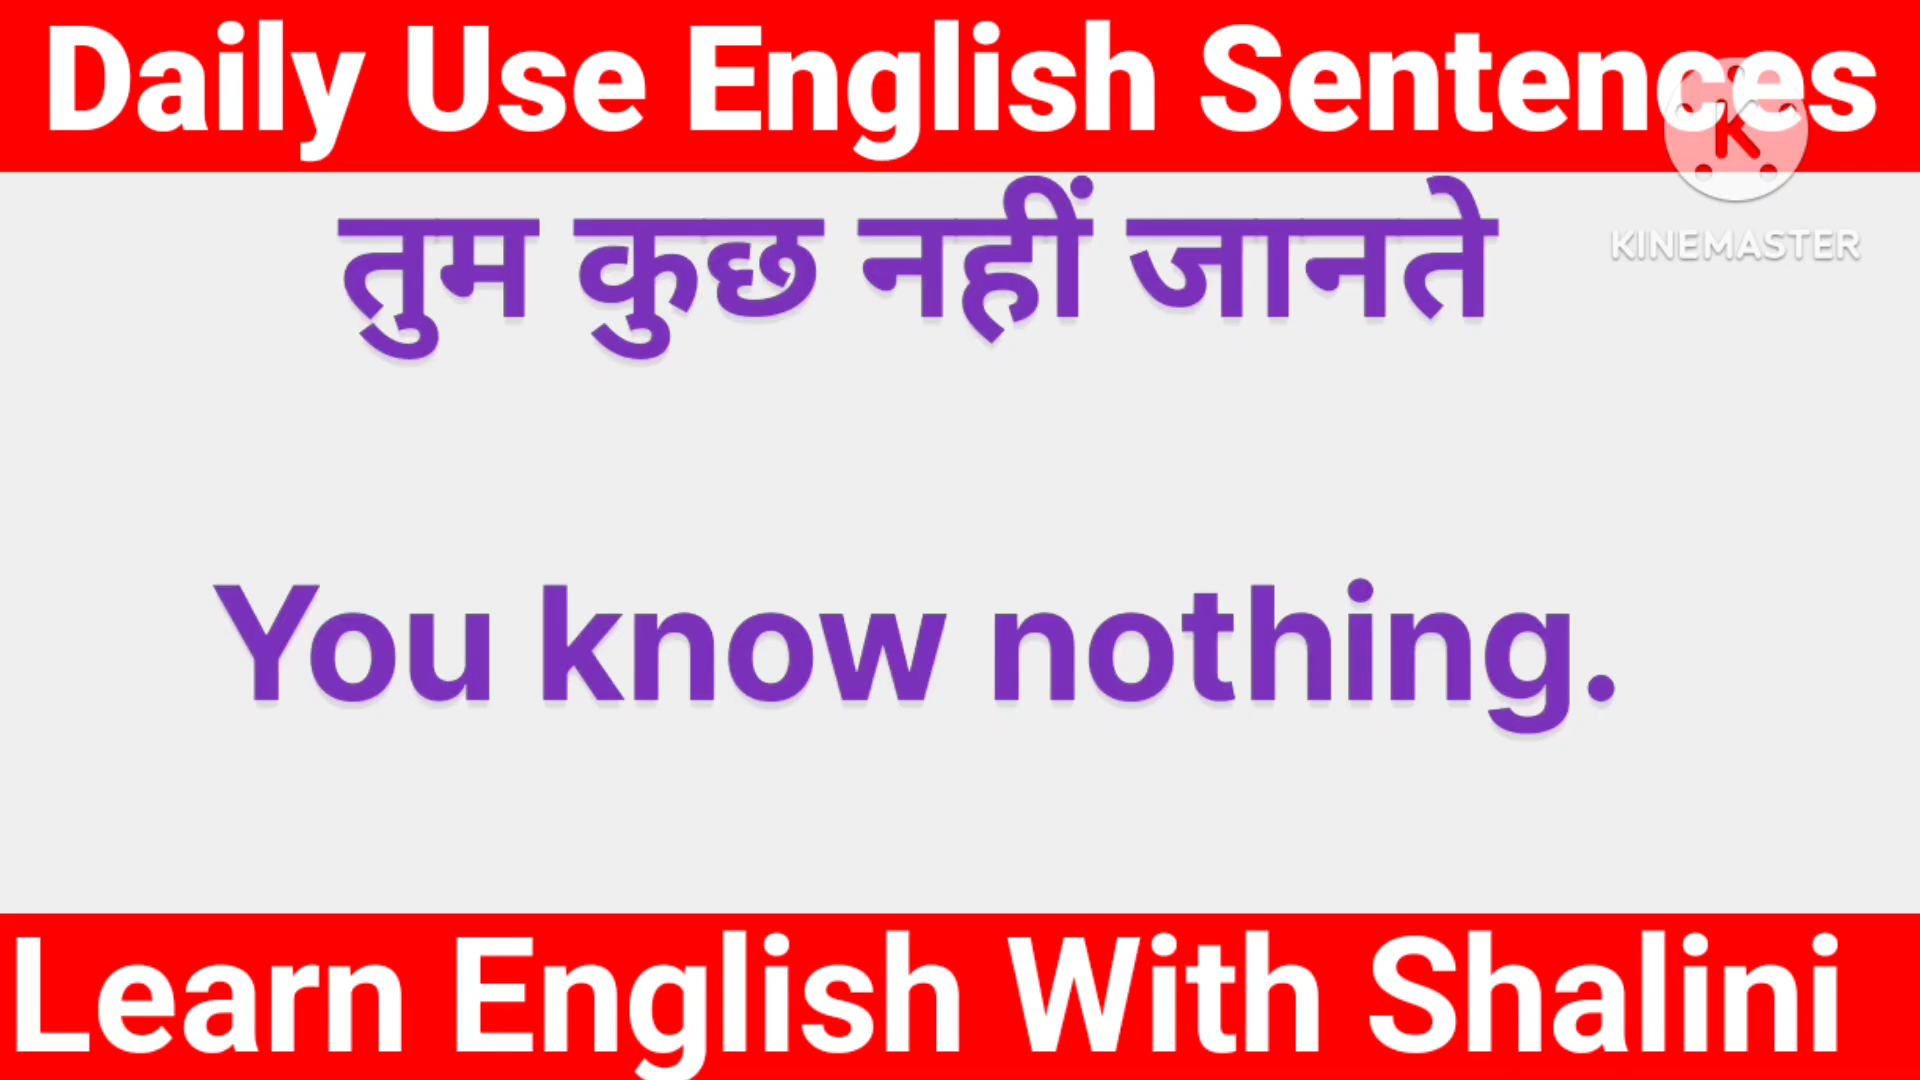 Daily Use English Sentences
K
KINEMASTER
तुम कुछ नहीं जानते
You know nothing.
Learn English With Shalini